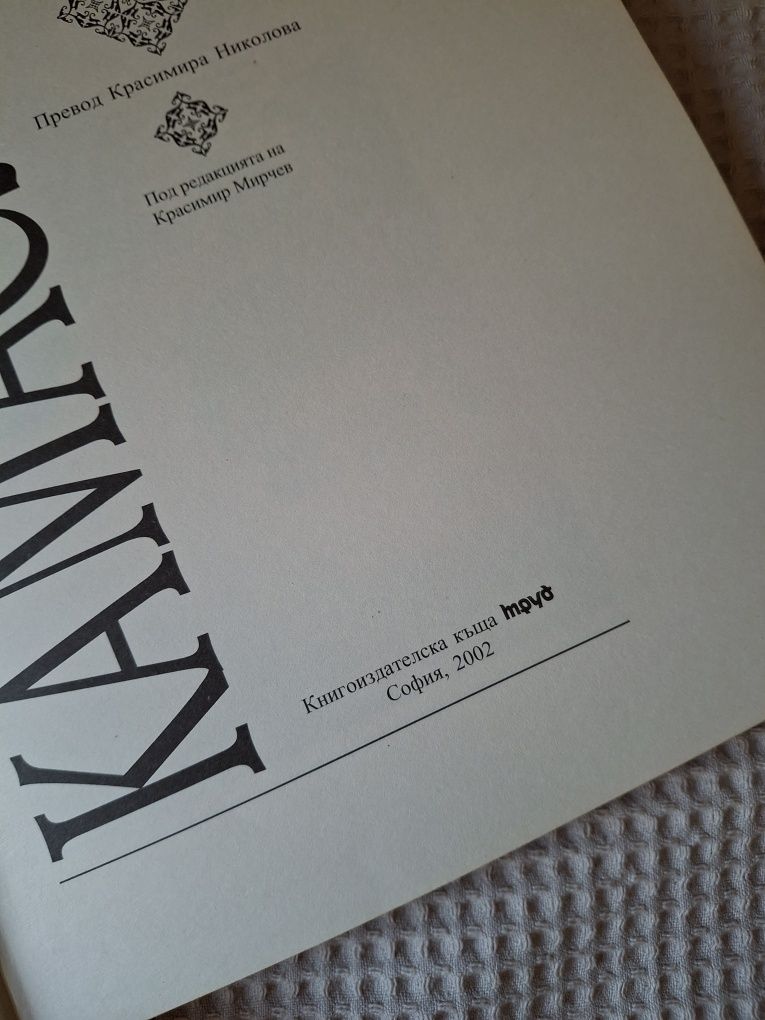 Превод Красимира Николова
Под редакцията на
Красимир Мирчев
Книгоиздателска къща труд
София, 2002